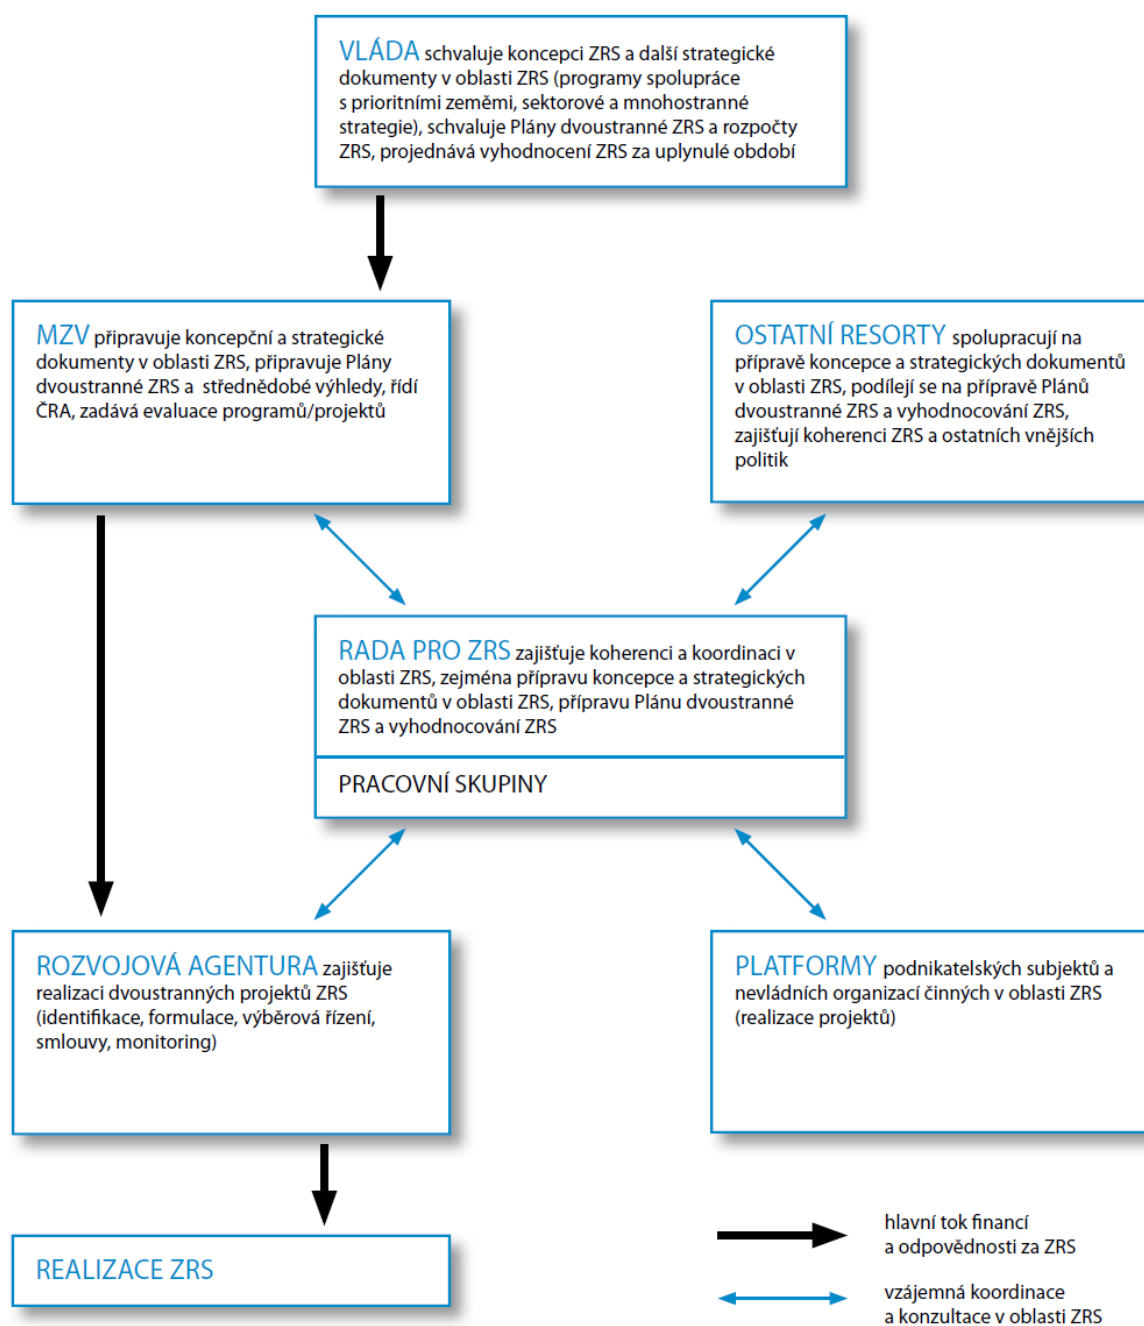 VLÁDA schvaluje koncepci ZRS a další strategické
dokumenty v oblasti ZRS (programy spolupráce
s prioritními zeměmi, sektorové a mnohostranné
strategie), schvaluje Plány dvoustranné ZRS a rozpočty
ZRS, projednává vyhodnocení ZRS za uplynulé období
MZV připravuje koncepční a strategické
dokumenty v oblasti ZRS, připravuje Plány
dvoustranné ZRS a střednědobé výhledy, řídí
ČRA, zadává evaluace programů/projektů
OSTATNÍ RESORTY spolupracují na
přípravě koncepce a strategických dokumentů
v oblasti ZRS, podílejí se na přípravě Plánů
dvoustranné ZRS a vyhodnocování ZRS,
zajišťují koherenci ZRS a ostatních vnějších
politik
RADA PRO ZRS zajišťuje koherenci a koordinaci v
oblasti ZRS, zejména přípravu koncepce a strategických
dokumentů v oblasti ZRS, přípravu Plánu dvoustranné
ZRS a vyhodnocování ZRS
PRACOVNÍ SKUPINY
ROZVOJOVÁ AGENTURA zajišťuje
realizaci dvoustranných projektů ZRS
(identifikace, formulace, výběrová řízení,
smlouvy, monitoring)
PLATFORMY podnikatelských subjektů a
nevládních organizací činných v oblasti ZRS
(realizace projektů)
REALIZACE ZRS
hlavní tok financí
a odpovědnosti za ZRS
vzájemná koordinace
a konzultace v oblasti ZRS